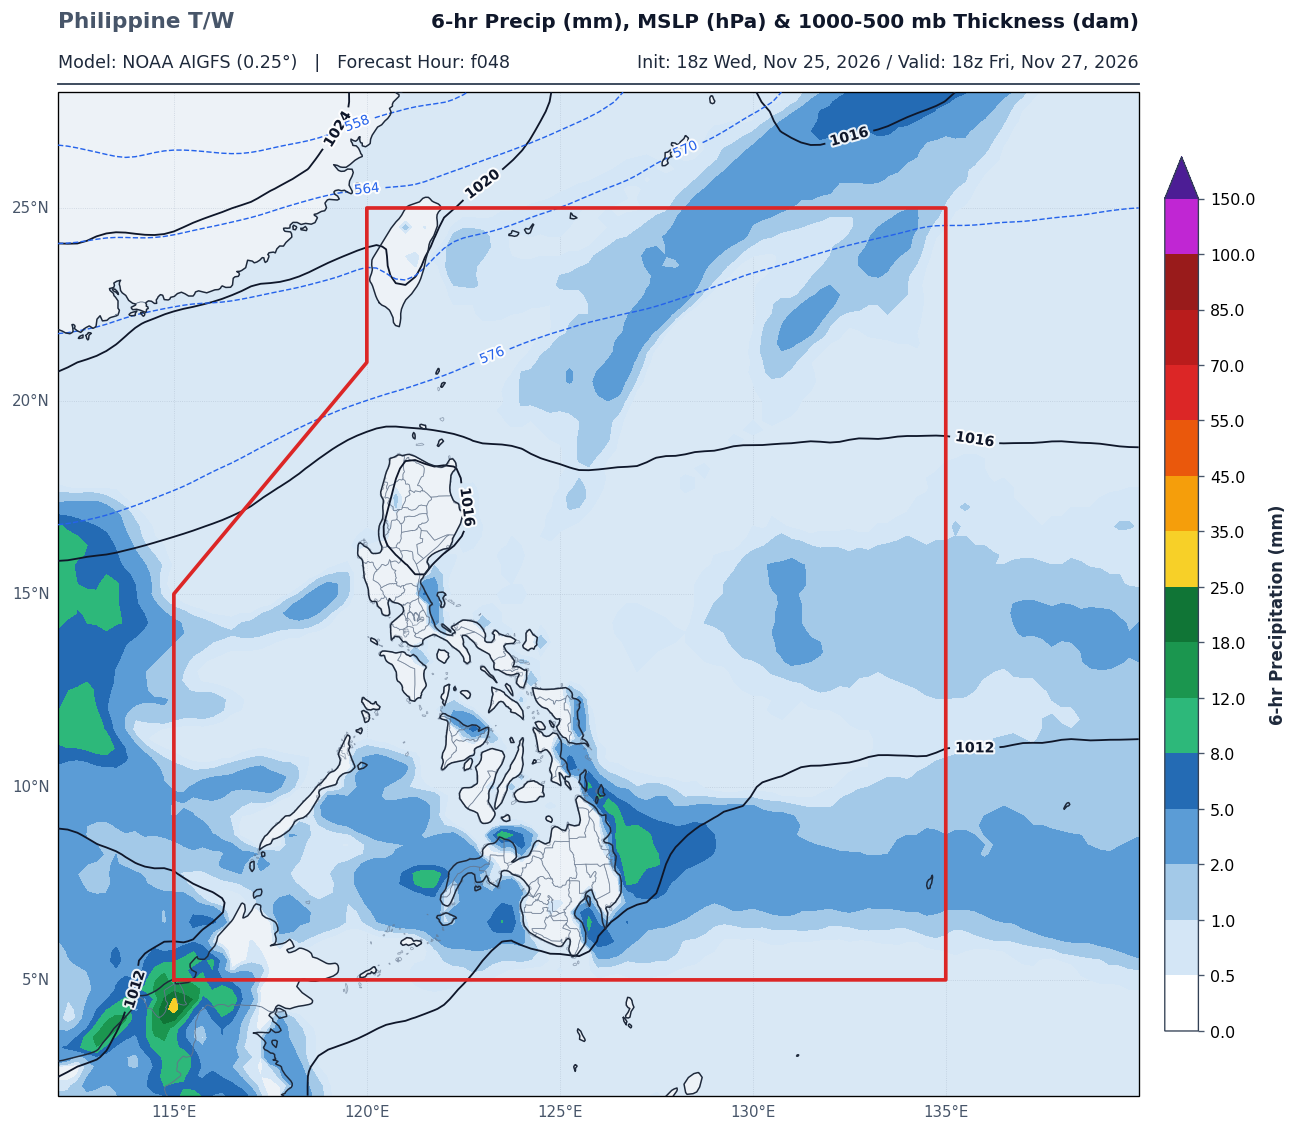 Philippine T/W
6-hr Precip (mm), MSLP (hPa) & 1000-500 mb Thickness (dam)
Model: NOAA AIGFS (0.25°) | Forecast Hour: f048
Init: 18z Wed, Nov 25, 2026 / Valid: 18z Fri, Nov 27, 2026
1024
558
564
1020
570
1016
576
1016
1016
1012
1012
25°N
20°N
15°N
10°N
5°N
115°E
120°E
125°E
130°E
135°E
150.0
100.0
85.0
70.0
55.0
45.0
35.0
25.0
18.0
12.0
8.0
5.0
2.0
1.0
0.5
0.0
6-hr Precipitation (mm)